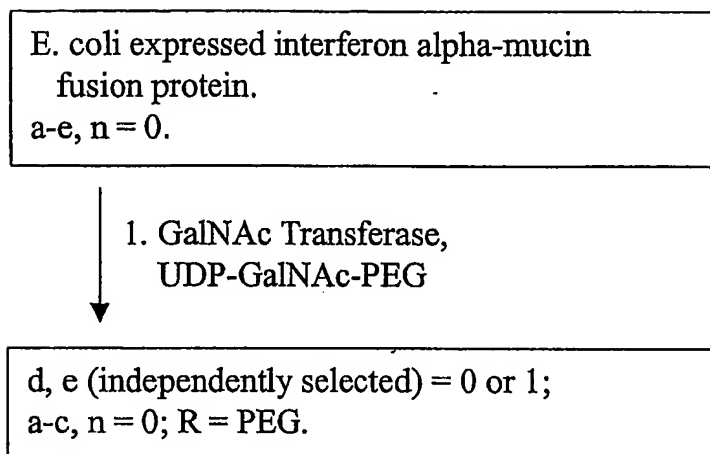 E. coli expressed interferon alpha-mucin
fusion protein.
a-e, n = 0.
1. GalNAc Transferase,
UDP-GalNAc-PEG
d, e (independently selected) = 0 or 1;
a-c, n = 0; R = PEG.